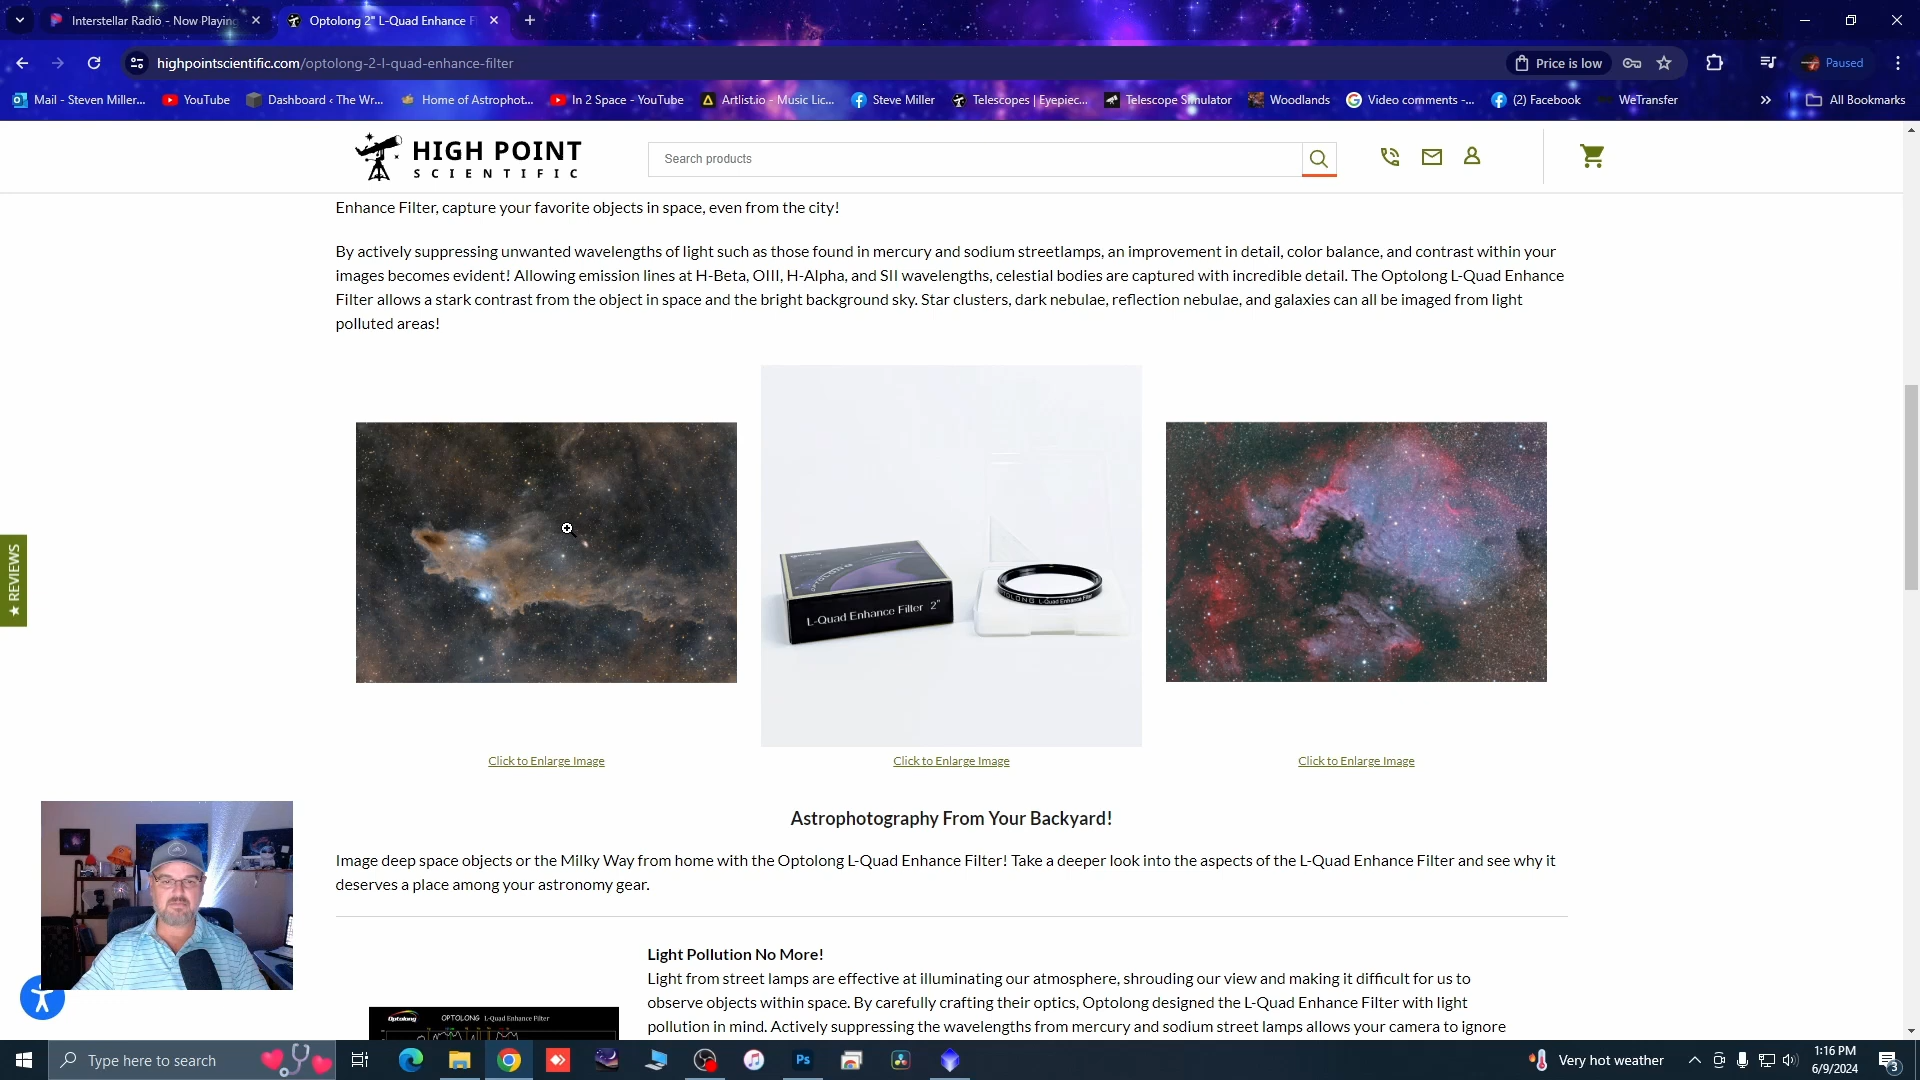 Interstellar Radio - Now Playing
Optolong 2" L-Quad Enhance F
highpointscientific.com/optolong-2-l-quad-enhance-filter
Price is low
Paused
Mail - Steven Miller...
YouTube
Dashboard ‹ The Wr...
Home of Astrophot...
In 2 Space - YouTube
Artlist.io - Music Lic...
Steve Miller
Telescopes | Eyepiec...
Telescope Simulator
Woodlands
Video comments -...
(2) Facebook
WeTransfer
All Bookmarks
HIGH POINT
SCIENTIFIC
Search products
Enhance Filter, capture your favorite objects in space, even from the city!
By actively suppressing unwanted wavelengths of light such as those found in mercury and sodium streetlamps, an improvement in detail, color balance, and contrast within your
images becomes evident! Allowing emission lines at H-Beta, OIII, H-Alpha, and SII wavelengths, celestial bodies are captured with incredible detail. The Optolong L-Quad Enhance
Filter allows a stark contrast from the object in space and the bright background sky. Star clusters, dark nebulae, reflection nebulae, and galaxies can all be imaged from light
polluted areas!
★ REVIEWS
L-Quad Enhance Filter 2"
L-Quad Enhance Filter
Click to Enlarge Image
Click to Enlarge Image
Click to Enlarge Image
Astrophotography From Your Backyard!
Image deep space objects or the Milky Way from home with the Optolong L-Quad Enhance Filter! Take a deeper look into the aspects of the L-Quad Enhance Filter and see why it
deserves a place among your astronomy gear.
Light Pollution No More!
Light from street lamps are effective at illuminating our atmosphere, shrouding our view and making it difficult for us to
observe objects within space. By carefully crafting their optics, Optolong designed the L-Quad Enhance Filter with light
pollution in mind. Actively suppressing the wavelengths from mercury and sodium street lamps allows your camera to ignore
Optolong
OPTOLONG L-Quad Enhance Filter
Type here to search
Ps
Very hot weather
1:16 PM
6/9/2024
3